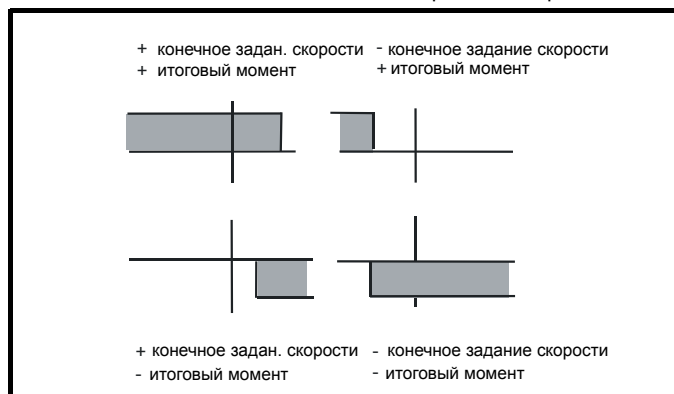 + конечное задан. скорости - конечное задание скорости
+ итоговый момент + итоговый момент
+ конечное задан. скорости - конечное задание скорости
- итоговый момент - итоговый момент